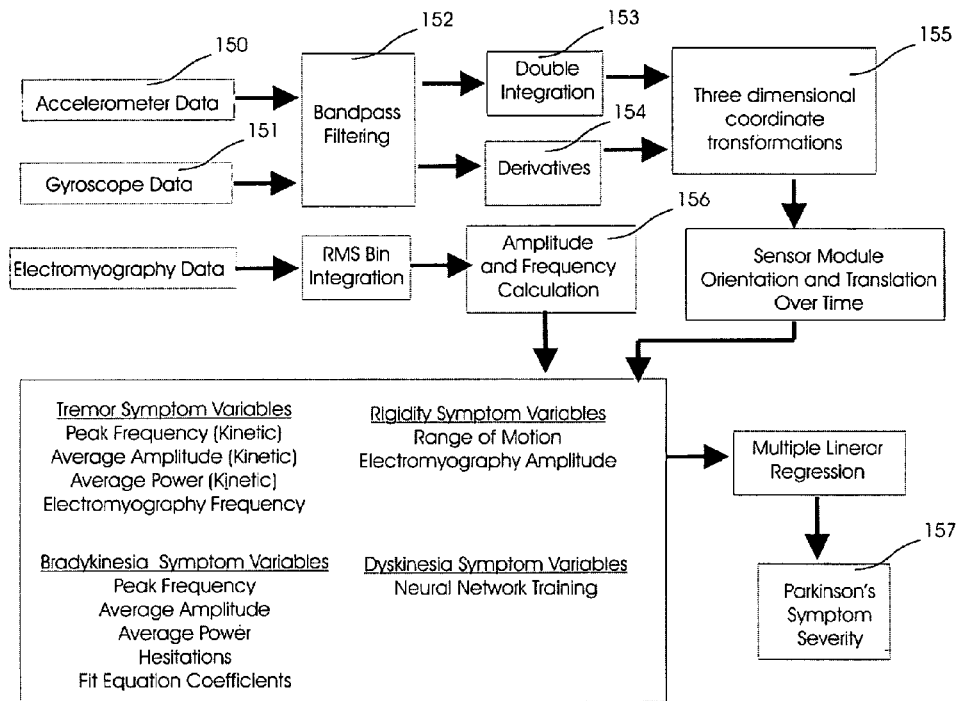 150
152
153
155
Accelerometer Data
Bandpass
Filtering
Double
Integration
Three dimensional
coordinate
transformations
151
154
Gyroscope Data
Derivatives
156
Electromyography Data
RMS Bin
Integration
Amplitude
and Frequency
Calculation
Sensor Module
Orientation and Translation
Over Time
Tremor Symptom Variables
Peak Frequency (Kinetic)
Average Amplitude (Kinetic)
Average Power (Kinetic)
Electromyography Frequency
Rigidity Symptom Variables
Range of Motion
Electromyography Amplitude
Bradykinesia Symptom Variables
Peak Frequency
Average Amplitude
Average Power
Hesitations
Fit Equation Coefficients
Dyskinesia Symptom Variables
Neural Network Training
Multiple Linerar
Regression
157
Parkinson's
Symptom
Severity